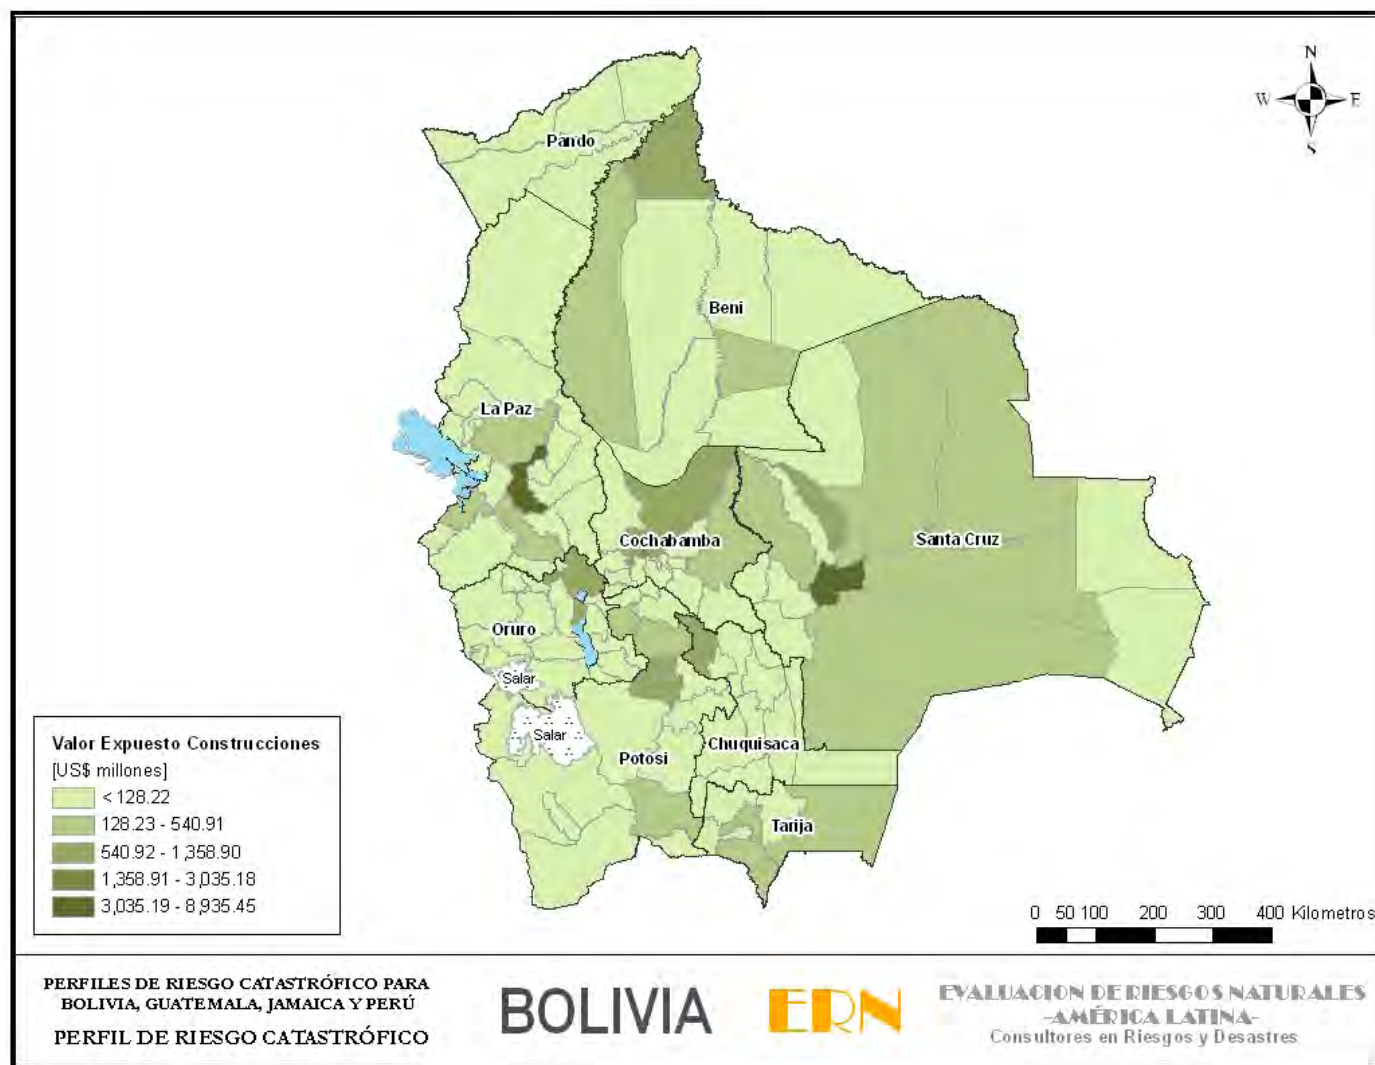 N
W E
S
Pando
Beni
La Paz
Cochabamba
Santa Cruz
Oruro
Salar
Salar
Potosi
Chuquisaca
Tarija
Valor Expuesto Construcciones
[US$ millones]
< 128.22
128.23 - 540.91
540.92 - 1,358.90
1,358.91 - 3,035.18
3,035.19 - 8,935.45
0 50 100 200 300 400 Kilometros
PERFILES DE RIESGO CATASTRÓFICO PARA
BOLIVIA, GUATEMALA, JAMAICA Y PERÚ
PERFIL DE RIESGO CATASTRÓFICO
BOLIVIA
ERN
EVALUACION DE RIESGOS NATURALES
-AMÉRICA LATINA-
Consultores en Riesgos y Desastres